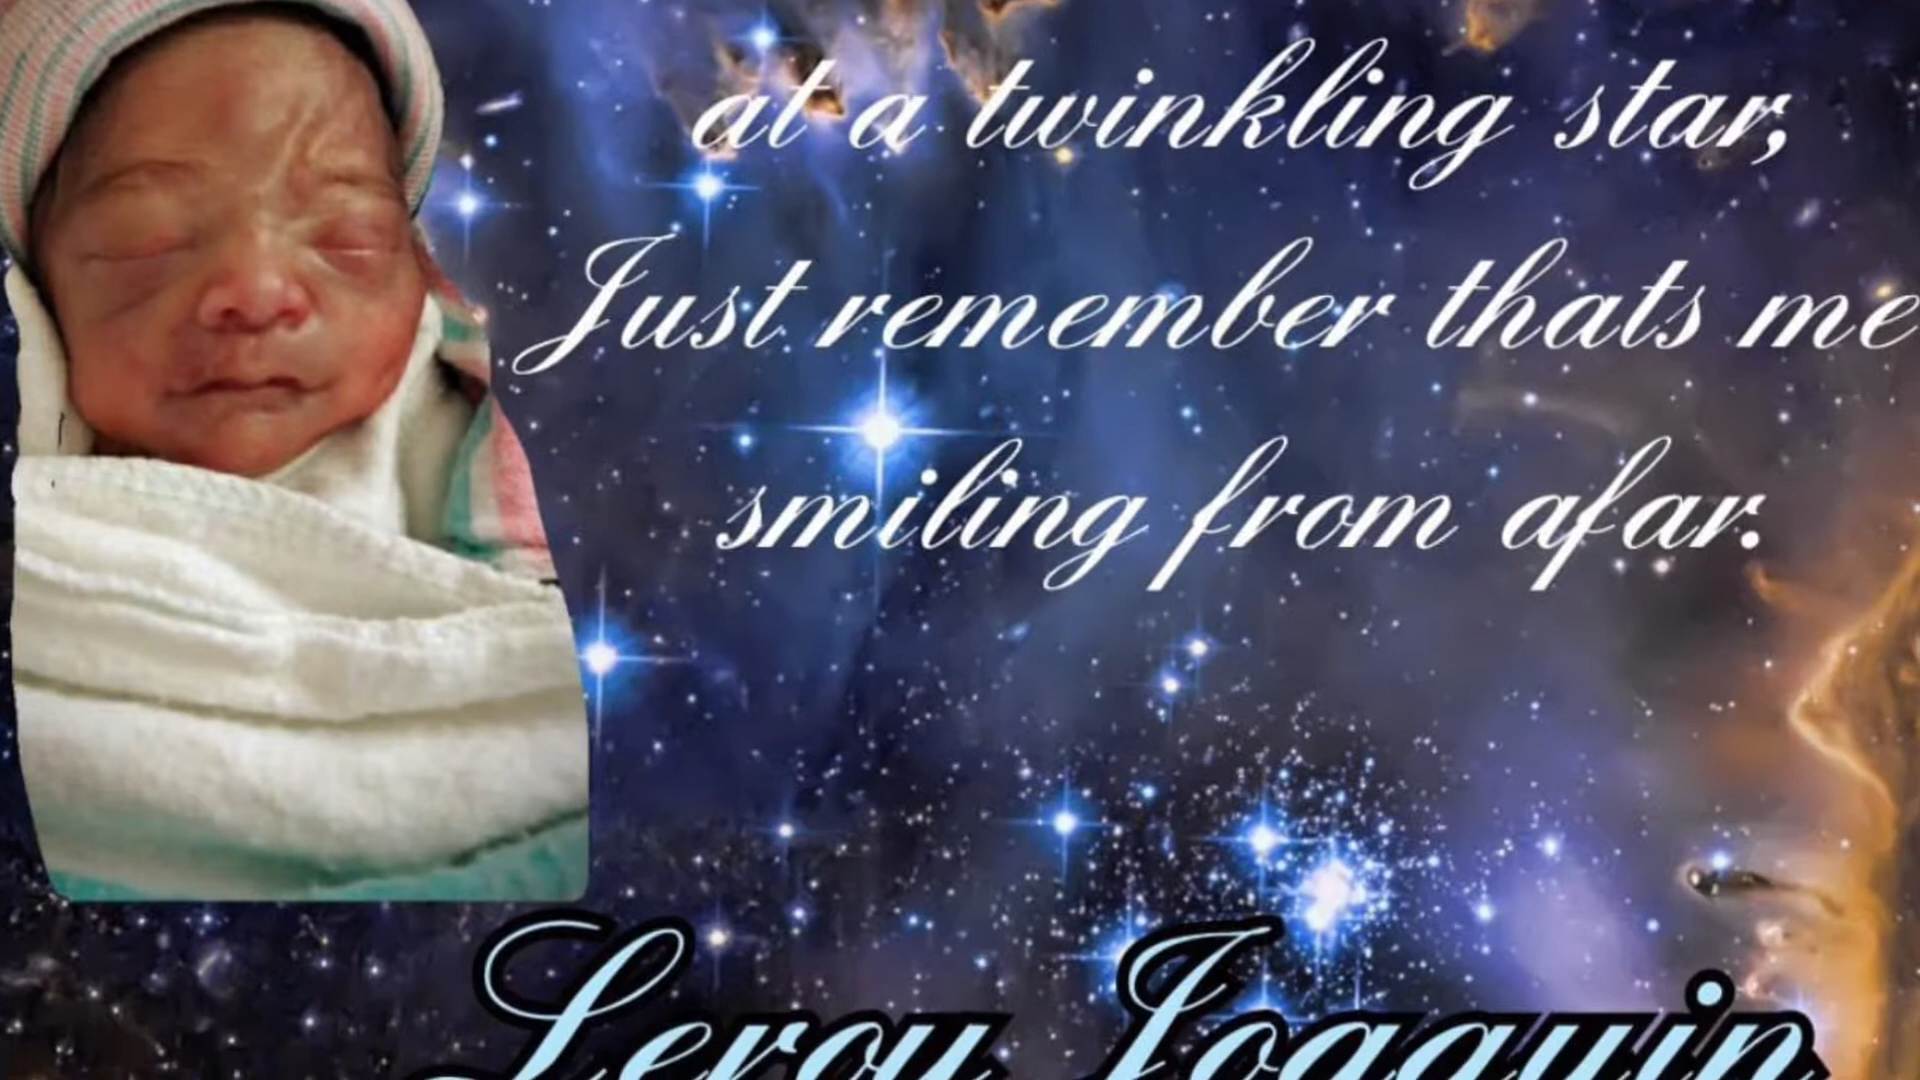 at a twinkling star,
Just remember thats me
smiling from afar.
Leroy Joaquin